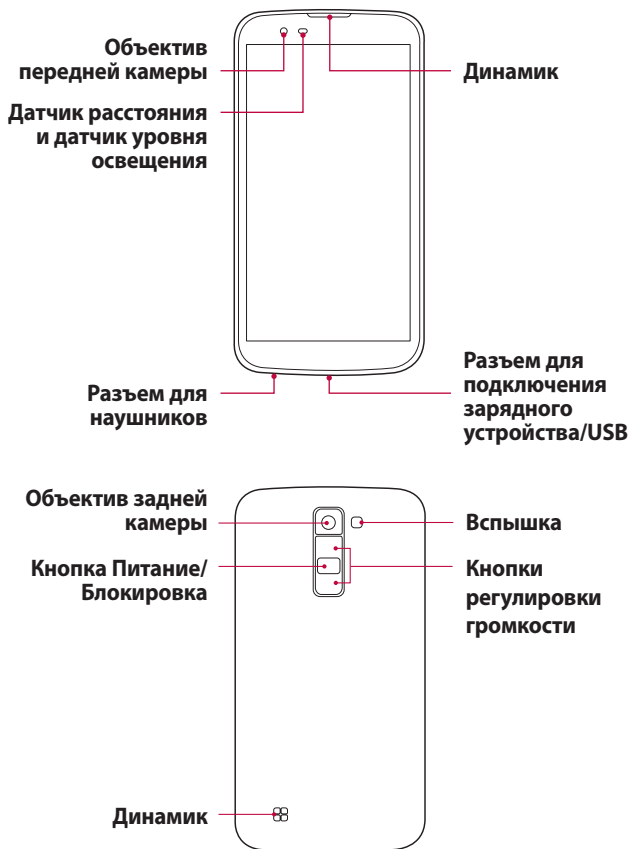 Объектив
передней камеры
Динамик
Датчик расстояния
и датчик уровня
освещения
Разъем для
наушников
Разъем для
подключения
зарядного
устройства/USB
Объектив задней
камеры
Вспышка
Кнопка Питание/
Блокировка
Кнопки
регулировки
громкости
Динамик